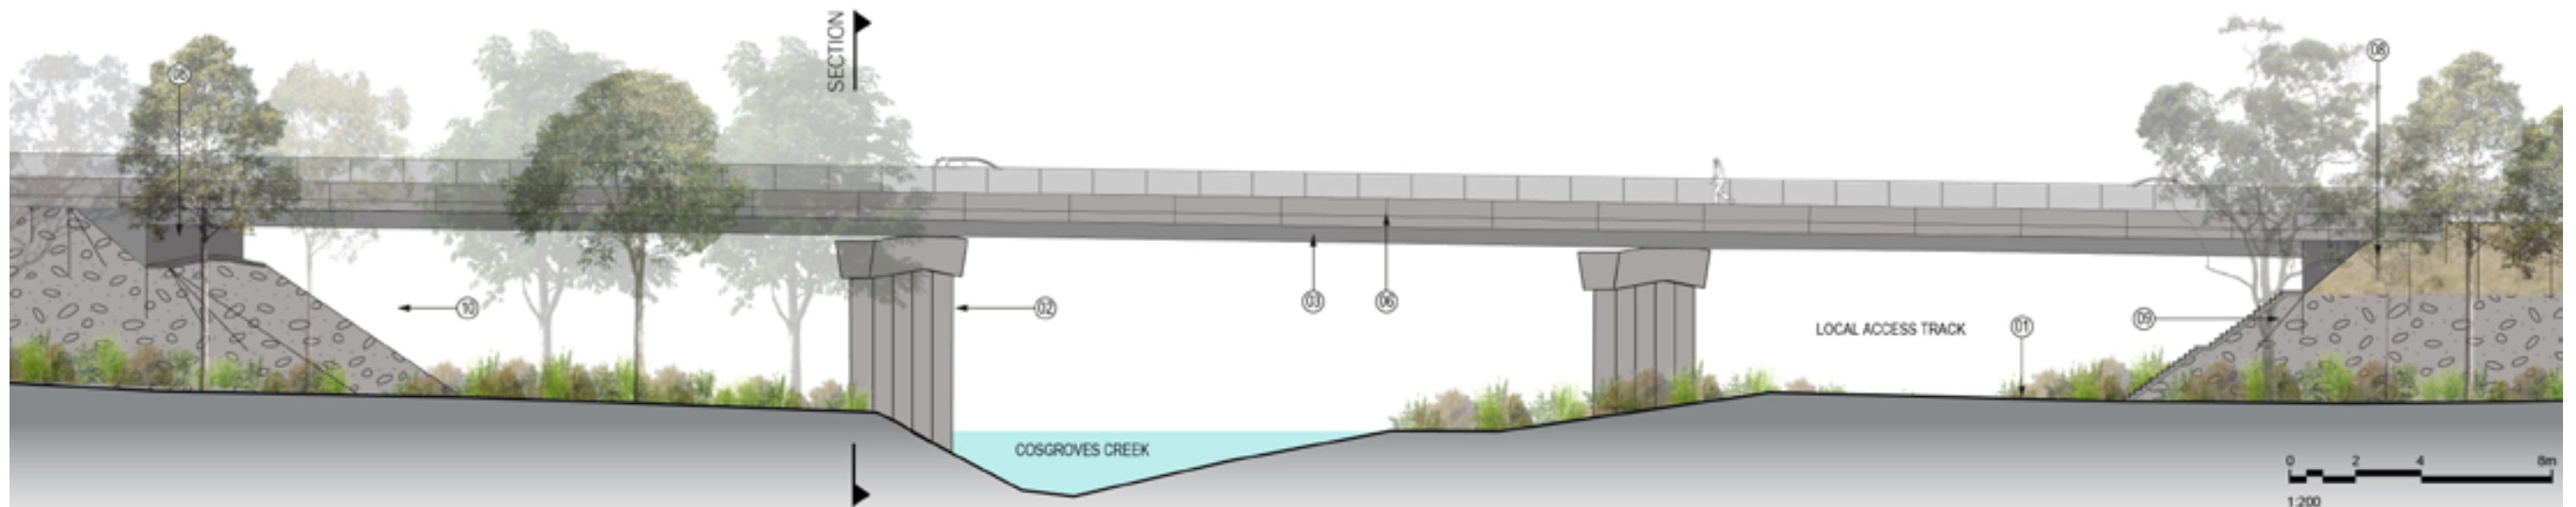 SECTION
08
08
10
02
03
06
LOCAL ACCESS TRACK
01
09
COSGROVES CREEK
0 2 4 8m
1:200